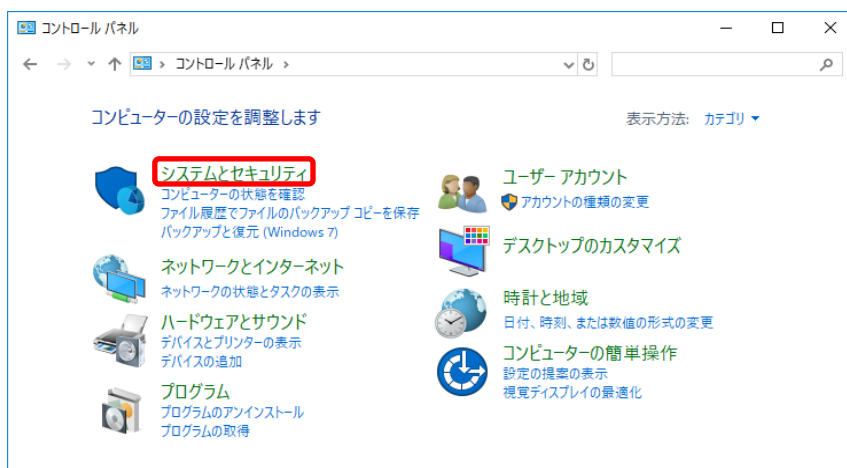 コントロール パネル
コントロール パネル
コンピューターの設定を調整します
表示方法: カテゴリ
システムとセキュリティ
コンピューターの状態を確認
ファイル履歴でファイルのバックアップ コピーを保存
バックアップと復元 (Windows 7)
ネットワークとインターネット
ネットワークの状態とタスクの表示
ハードウェアとサウンド
デバイスとプリンターの表示
デバイスの追加
プログラム
プログラムのアンインストール
プログラムの取得
ユーザー アカウント
アカウントの種類の変更
デスクトップのカスタマイズ
時計と地域
日付、時刻、または数値の形式の変更
コンピューターの簡単操作
設定の提案の表示
視覚ディスプレイの最適化